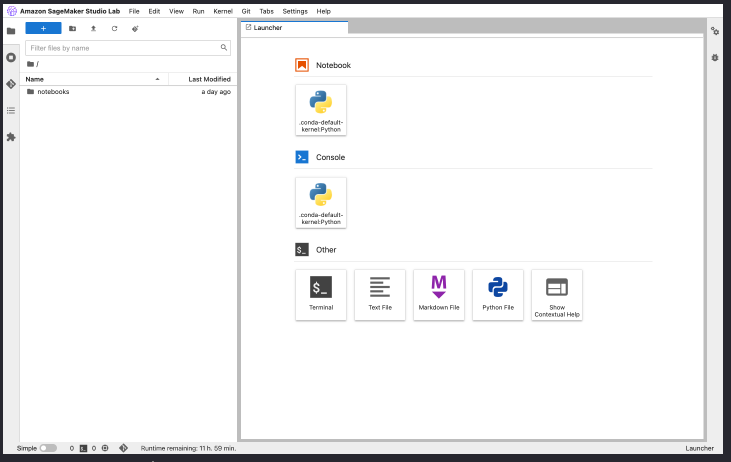 Amazon SageMaker Studio Lab File Edit View Run Kernel Git Tabs Settings Help
+
Filter files by name
/
Name Last Modified
notebooks a day ago
Launcher
Notebook
.conda-default-
kernel:Python
>_ Console
.conda-default-
kernel:Python
$_ Other
$_
Terminal
Text File
M
Markdown File
Python File
Show
Contextual Help
Simple 0 0 Runtime remaining: 11 h. 59 min. Launcher